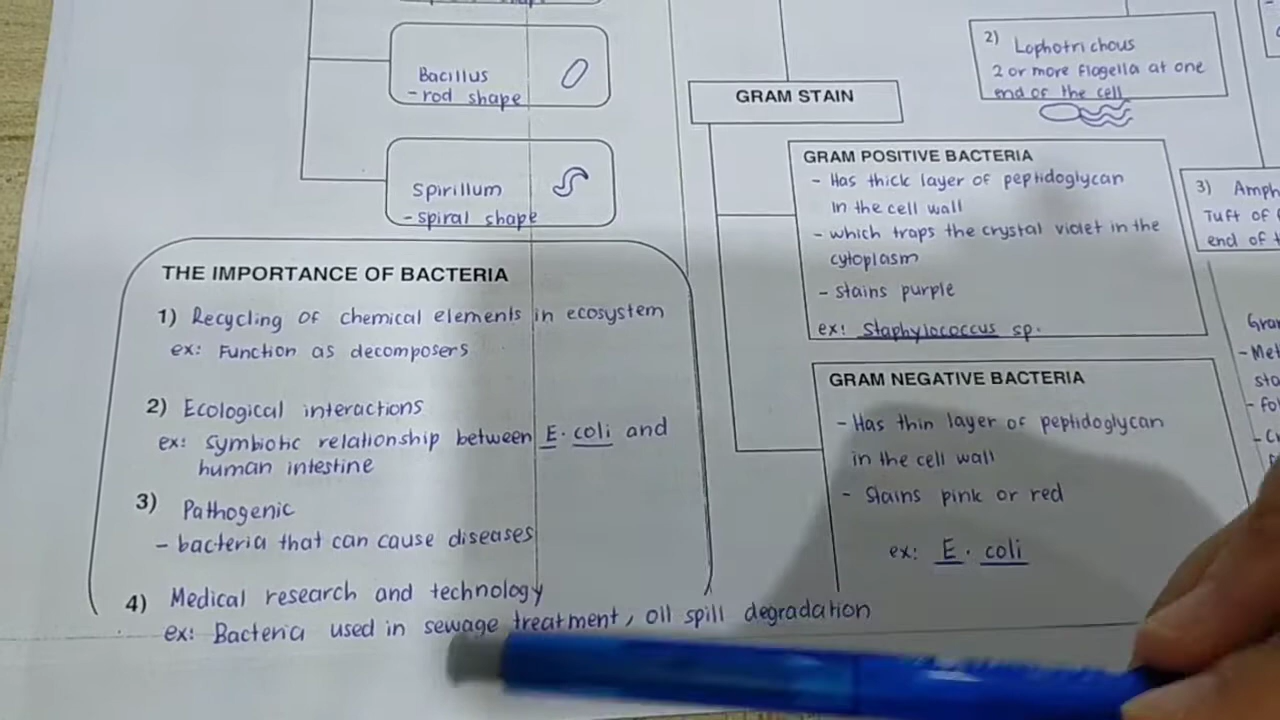 Bacillus
- rod shape
Spirillum
- spiral shape
THE IMPORTANCE OF BACTERIA
1) Recycling of chemical elements in ecosystem
ex: Function as decomposers
2) Ecological interactions
ex: symbiotic relationship between E. coli and
human intestine
3) Pathogenic
- bacteria that can cause diseases
4) Medical research and technology
ex: Bacteria used in sewage treatment, oil spill degradation
GRAM STAIN
GRAM POSITIVE BACTERIA
- Has thick layer of peptidoglycan
in the cell wall
- which traps the crystal violet in the
cytoplasm
- stains purple
ex: Staphylococcus sp.
GRAM NEGATIVE BACTERIA
- Has thin layer of peptidoglycan
in the cell wall
- Stains pink or red
ex: E. coli
2) Lophotrichous
2 or more flagella at one
end of the cell
3)
Tuft of
end of